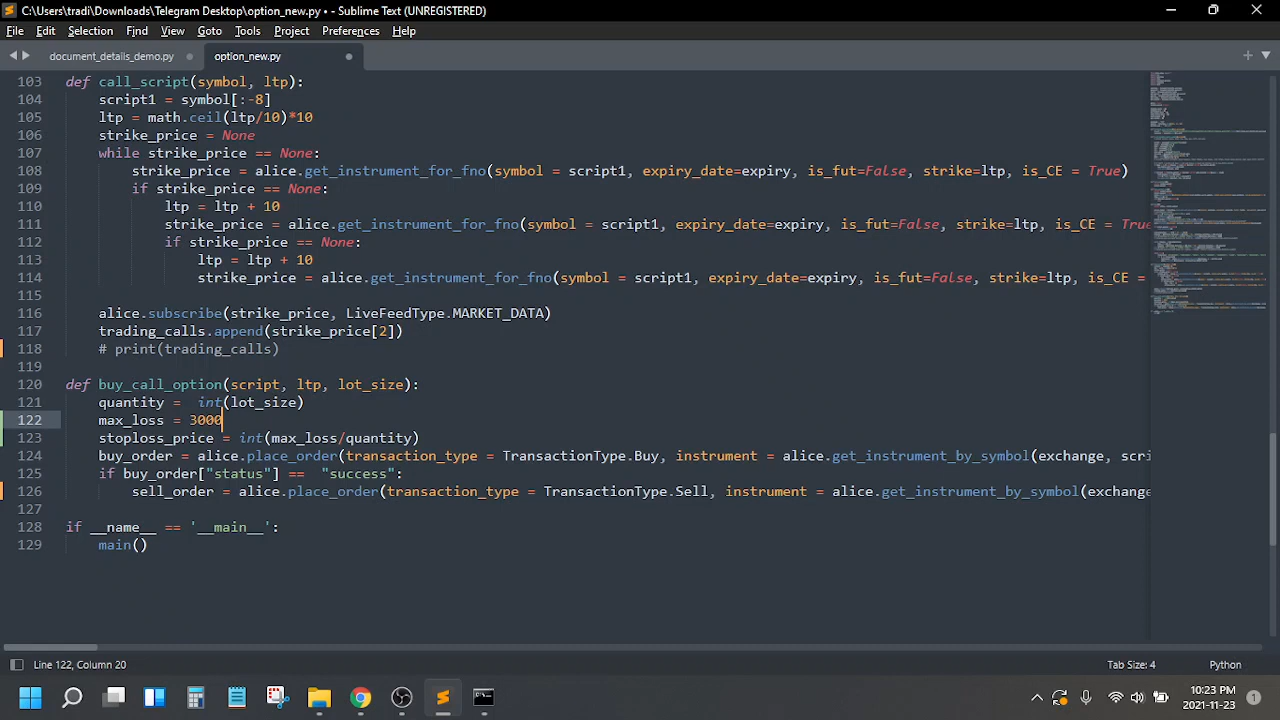 C:\Users\tradi\Downloads\Telegram Desktop\option_new.py • - Sublime Text (UNREGISTERED)
File Edit Selection Find View Goto Tools Project Preferences Help
document_details_demo.py option_new.py
103 def call_script(symbol, ltp):
104 script1 = symbol[:-8]
105 ltp = math.ceil(ltp/10)*10
106 strike_price = None
107 while strike_price == None:
108 strike_price = alice.get_instrument_for_fno(symbol = script1, expiry_date=expiry, is_fut=False, strike=ltp, is_CE = True)
109 if strike_price == None:
110 ltp = ltp + 10
111 strike_price = alice.get_instrument_for_fno(symbol = script1, expiry_date=expiry, is_fut=False, strike=ltp, is_CE = True
112 if strike_price == None:
113 ltp = ltp + 10
114 strike_price = alice.get_instrument_for_fno(symbol = script1, expiry_date=expiry, is_fut=False, strike=ltp, is_CE =
115
116 alice.subscribe(strike_price, LiveFeedType.MARKET_DATA)
117 trading_calls.append(strike_price[2])
118 # print(trading_calls)
119
120 def buy_call_option(script, ltp, lot_size):
121 quantity =  int(lot_size)
122 max_loss = 3000
123 stoploss_price = int(max_loss/quantity)
124 buy_order = alice.place_order(transaction_type = TransactionType.Buy, instrument = alice.get_instrument_by_symbol(exchange, scri
125 if buy_order["status"] ==  "success":
126 sell_order = alice.place_order(transaction_type = TransactionType.Sell, instrument = alice.get_instrument_by_symbol(exchange
127
128 if __name__ == '__main__':
129 main()
Line 122, Column 20 Tab Size: 4 Python
10:23 PM
2021-11-23
1